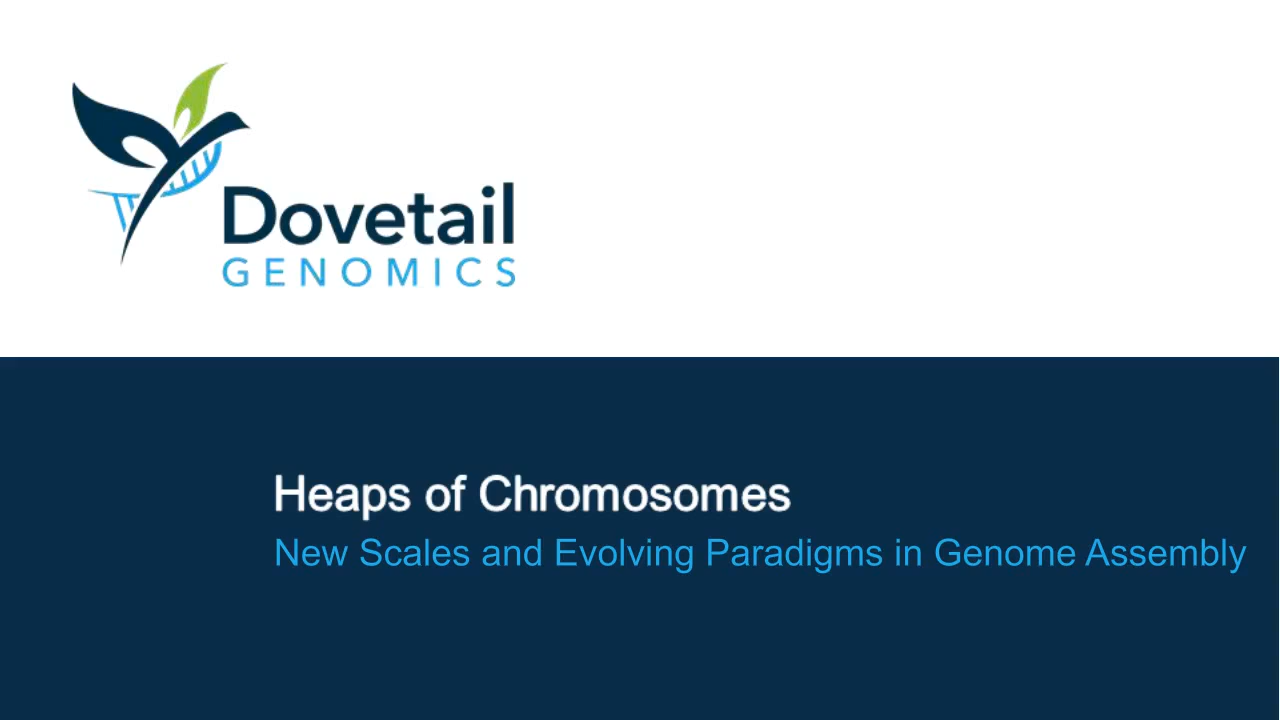 Dovetail
GENOMICS
Heaps of Chromosomes
New Scales and Evolving Paradigms in Genome Assembly